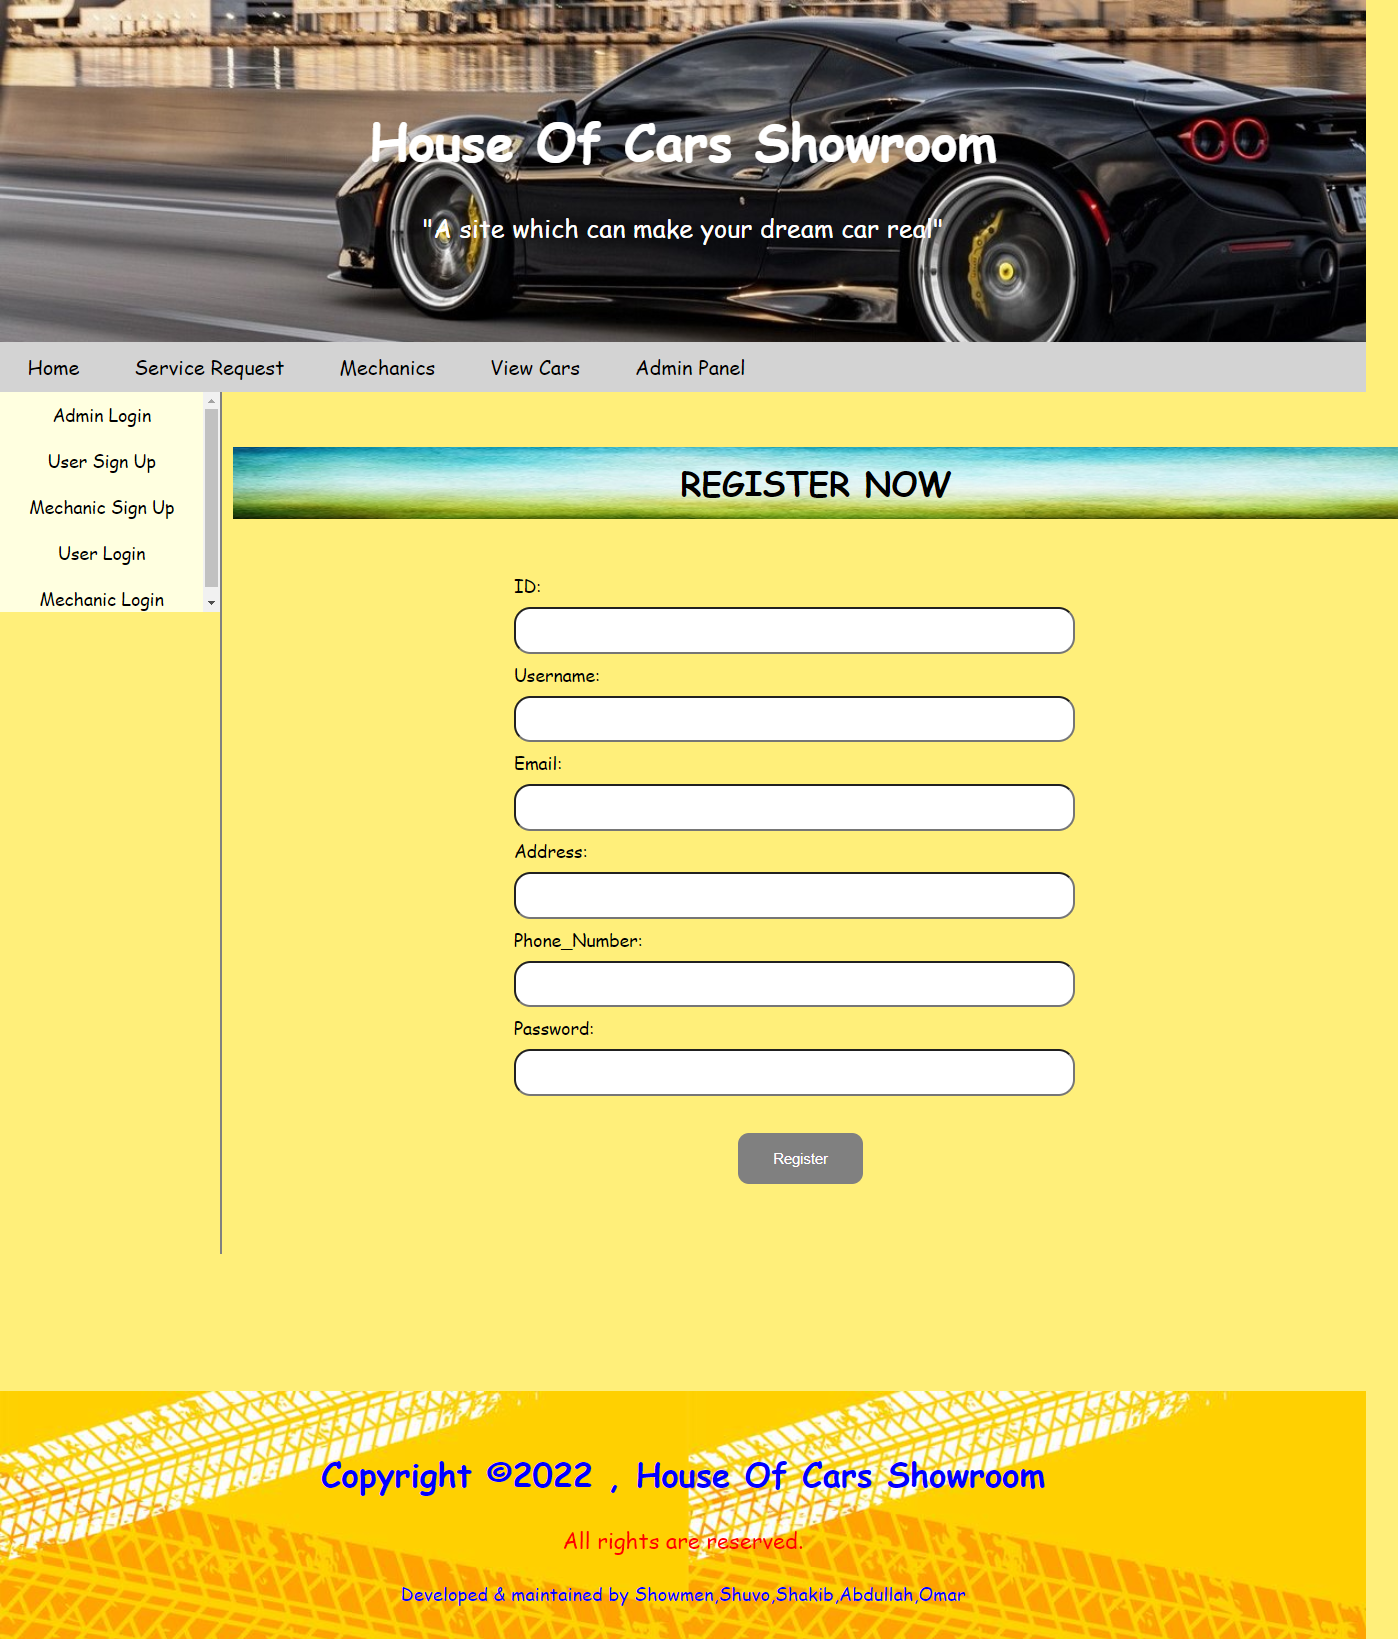 House Of Cars Showroom
"A site which can make your dream car real"
Home Service Request Mechanics View Cars Admin Panel
Admin Login
User Sign Up
Mechanic Sign Up
User Login
Mechanic Login
REGISTER NOW
ID:
Username:
Email:
Address:
Phone_Number:
Password:
Register
Copyright ©2022 , House Of Cars Showroom
All rights are reserved.
Developed & maintained by Showmen,Shuvo,Shakib,Abdullah,Omar